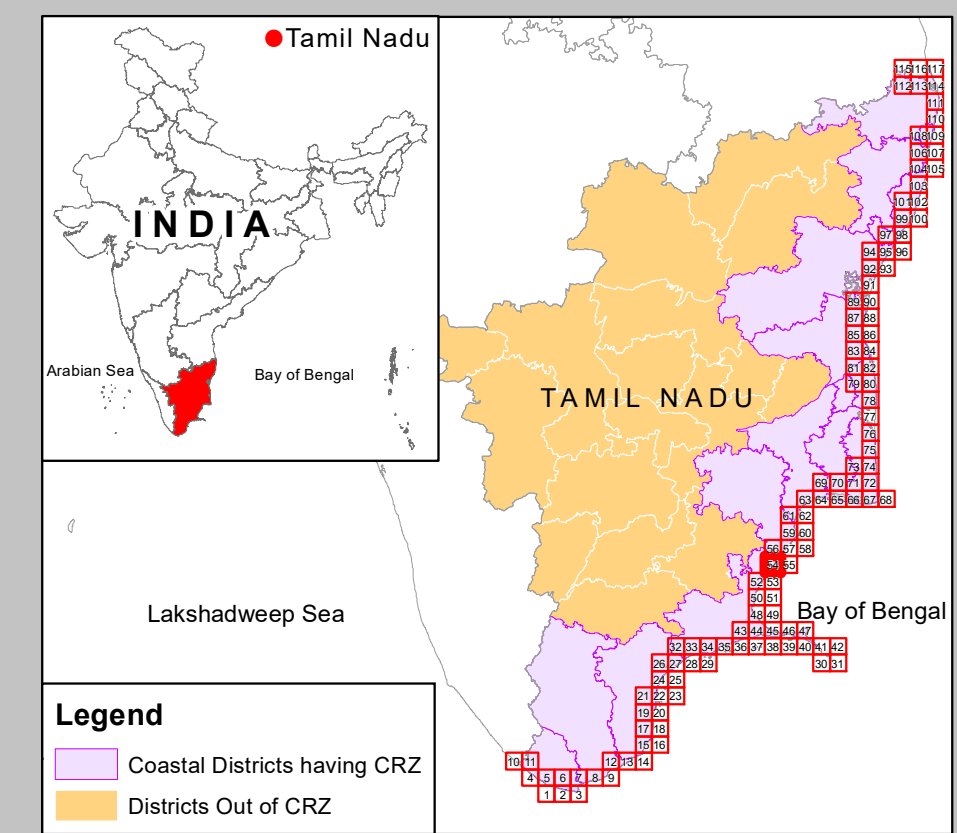 Tamil Nadu
INDIA
Arabian Sea
Bay of Bengal
TAMIL NADU
115 116 117
112 113 114
111
110
108 109
106 107
104 105
103
101 102
99 100
97 98
94 95 96
92 93
91
89 90
87 88
85 86
83 84
81 82
79 80
78
77
76
75
73 74
69 70 71 72
63 64 65 66 67 68
61 62
59 60
56 57 58
54 55
52 53
50 51
48 49
Bay of Bengal
43 44 45 46 47
32 33 34 35 36 37 38 39 40 41 42
26 27 28 29 30 31
24 25
21 22 23
19 20
17 18
15 16
10 11 12 13 14
4 5 6 7 8 9
1 2 3
Lakshadweep Sea
Legend
Coastal Districts having CRZ
Districts Out of CRZ